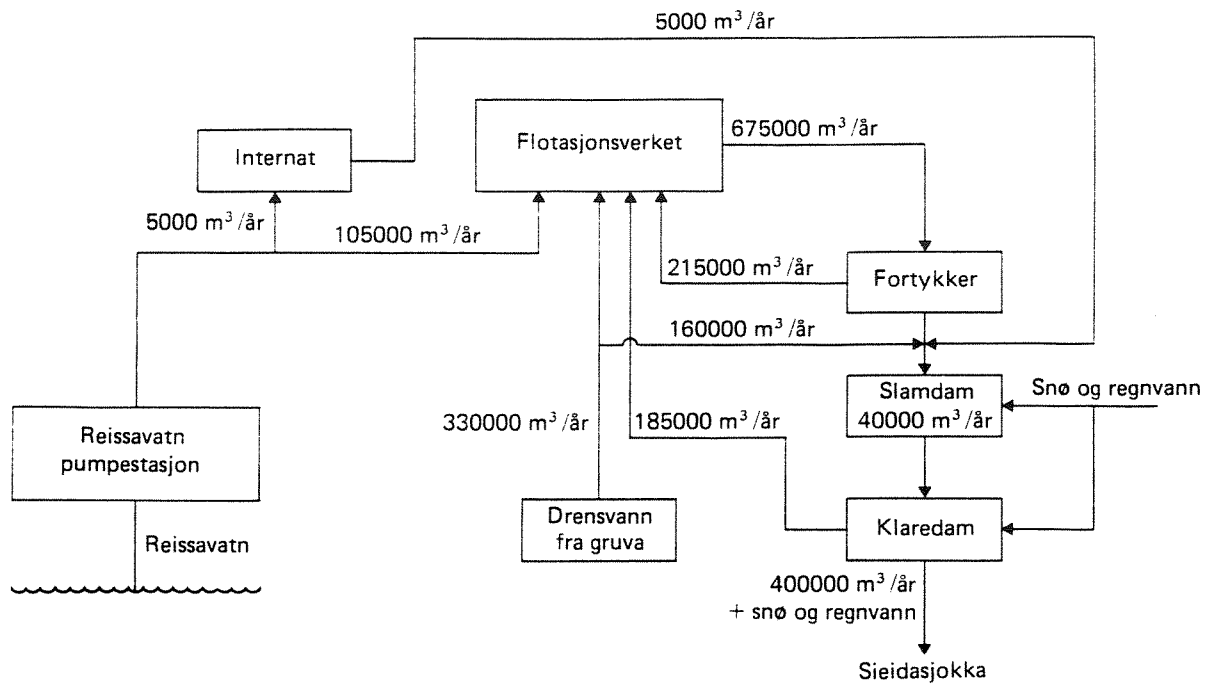 5000 m³/år
Flotasjonsverket
675000 m³/år
Internat
5000 m³/år
105000 m³/år
215000 m³/år
Fortykker
160000 m³/år
Slamdam
40000 m³/år
Snø og regnvann
330000 m³/år
185000 m³/år
Reissavatn
pumpestasjon
Drensvann
fra gruva
Klaredam
Reissavatn
400000 m³/år
+ snø og regnvann
Sieidasjokka